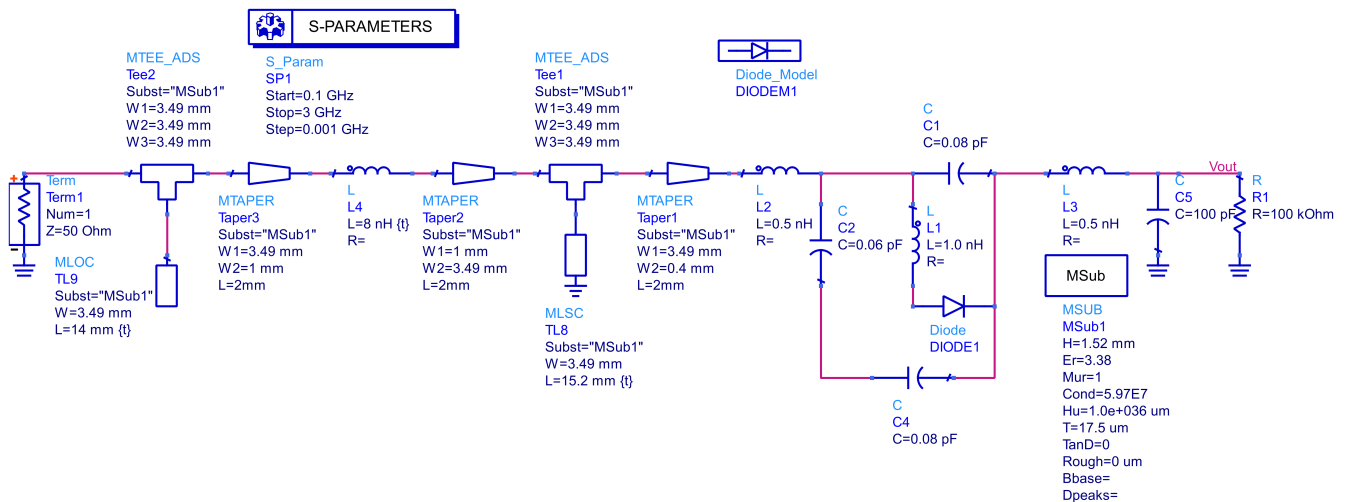 S-PARAMETERS
MTEE_ADS
Tee2
Subst="MSub1"
W1=3.49 mm
W2=3.49 mm
W3=3.49 mm
S_Param
SP1
Start=0.1 GHz
Stop=3 GHz
Step=0.001 GHz
MTEE_ADS
Tee1
Subst="MSub1"
W1=3.49 mm
W2=3.49 mm
W3=3.49 mm
Diode_Model
DIODEM1
C
C1
C=0.08 pF
+
Term
Term1
Num=1
Z=50 Ohm
-
MLOC
TL9
Subst="MSub1"
W=3.49 mm
L=14 mm {t}
MTAPER
Taper3
Subst="MSub1"
W1=3.49 mm
W2=1 mm
L=2mm
L
L4
L=8 nH {t}
R=
MTAPER
Taper2
Subst="MSub1"
W1=1 mm
W2=3.49 mm
L=2mm
MLSC
TL8
Subst="MSub1"
W=3.49 mm
L=15.2 mm {t}
MTAPER
Taper1
Subst="MSub1"
W1=3.49 mm
W2=0.4 mm
L=2mm
L
L2
L=0.5 nH
R=
C
C2
C=0.06 pF
L
L1
L=1.0 nH
R=
Diode
DIODE1
C
C4
C=0.08 pF
L
L3
L=0.5 nH
R=
Vout
C
C5
C=100 pF
R
R1
R=100 kOhm
MSub
MSUB
MSub1
H=1.52 mm
Er=3.38
Mur=1
Cond=5.97E7
Hu=1.0e+036 um
T=17.5 um
TanD=0
Rough=0 um
Bbase=
Dpeaks=